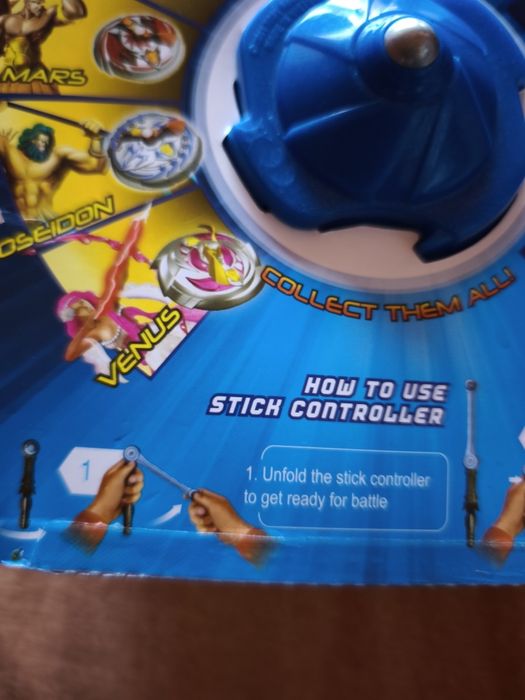 MARS
OSEIDON
VENUS
COLLECT THEM ALL!
HOW TO USE
STICK CONTROLLER
1
1. Unfold the stick controller
to get ready for battle